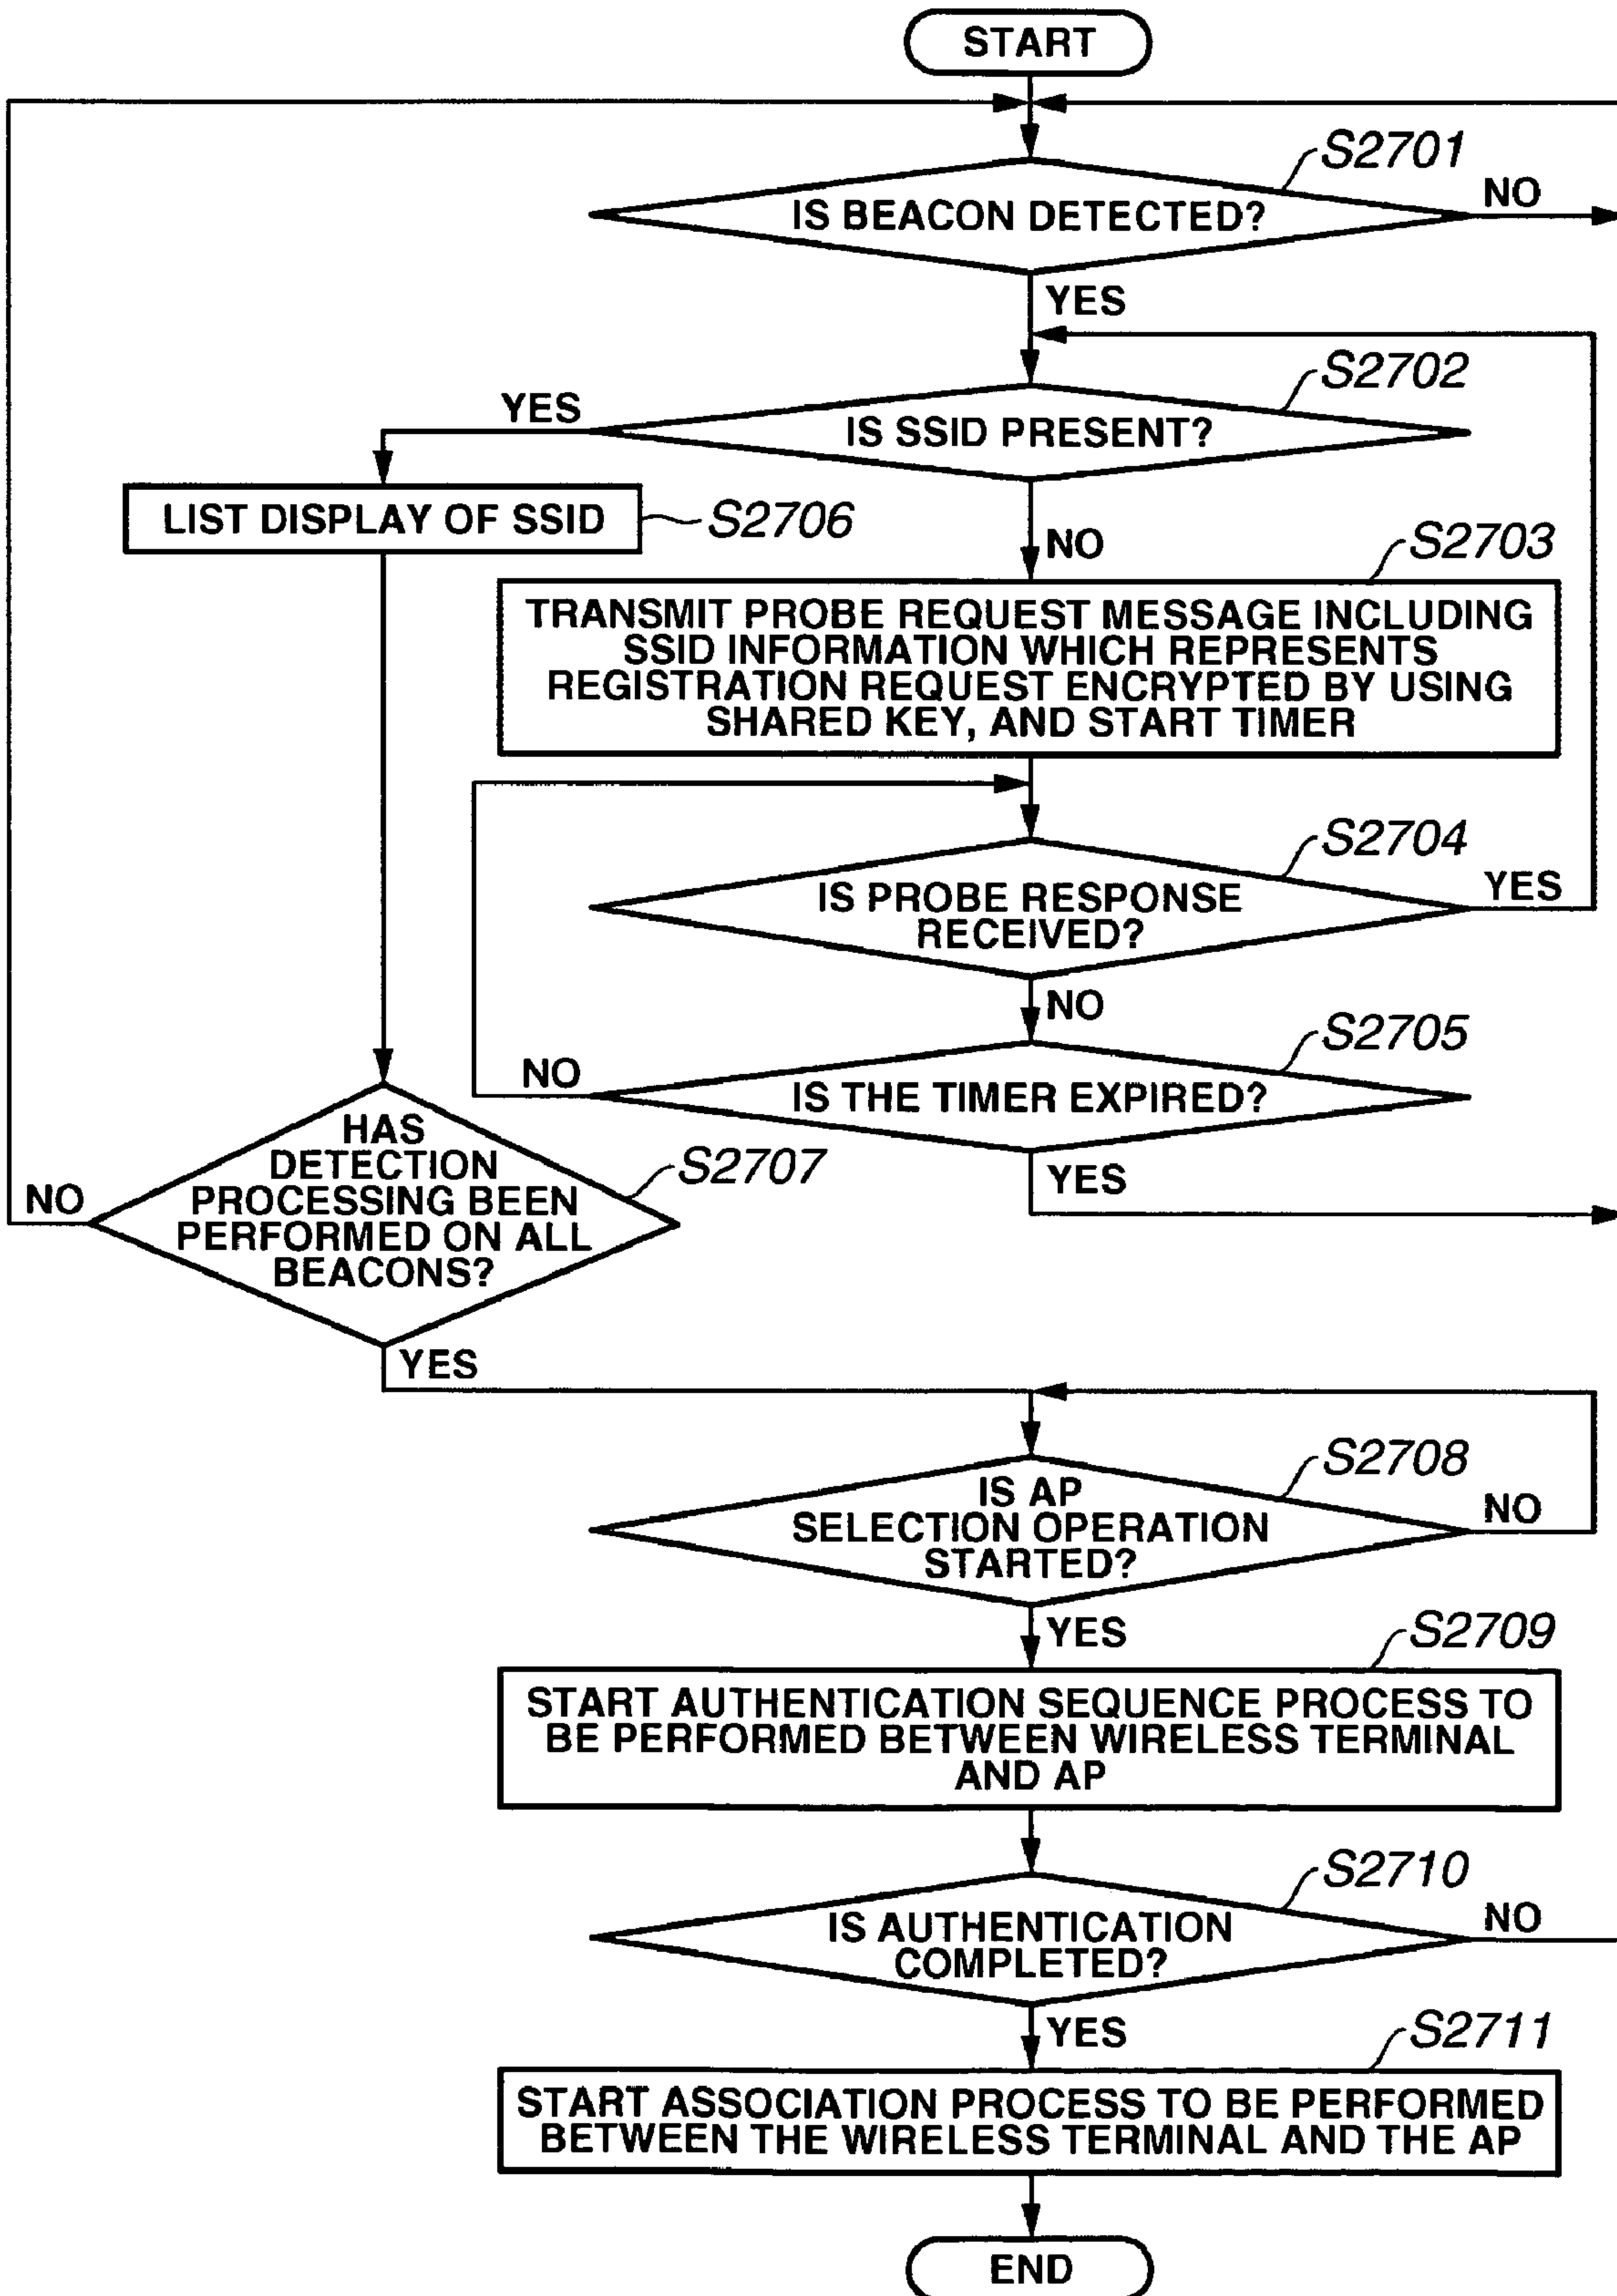 START
S2701
IS BEACON DETECTED?
NO
YES
S2702
YES
IS SSID PRESENT?
LIST DISPLAY OF SSID
S2706
NO
S2703
TRANSMIT PROBE REQUEST MESSAGE INCLUDING
SSID INFORMATION WHICH REPRESENTS
REGISTRATION REQUEST ENCRYPTED BY USING
SHARED KEY, AND START TIMER
S2704
IS PROBE RESPONSE
RECEIVED?
YES
NO
S2705
NO
IS THE TIMER EXPIRED?
YES
HAS
DETECTION
PROCESSING BEEN
PERFORMED ON ALL
BEACONS?
S2707
NO
YES
S2708
IS AP
SELECTION OPERATION
STARTED?
NO
YES
S2709
START AUTHENTICATION SEQUENCE PROCESS TO
BE PERFORMED BETWEEN WIRELESS TERMINAL
AND AP
S2710
IS AUTHENTICATION
COMPLETED?
NO
YES
S2711
START ASSOCIATION PROCESS TO BE PERFORMED
BETWEEN THE WIRELESS TERMINAL AND THE AP
END